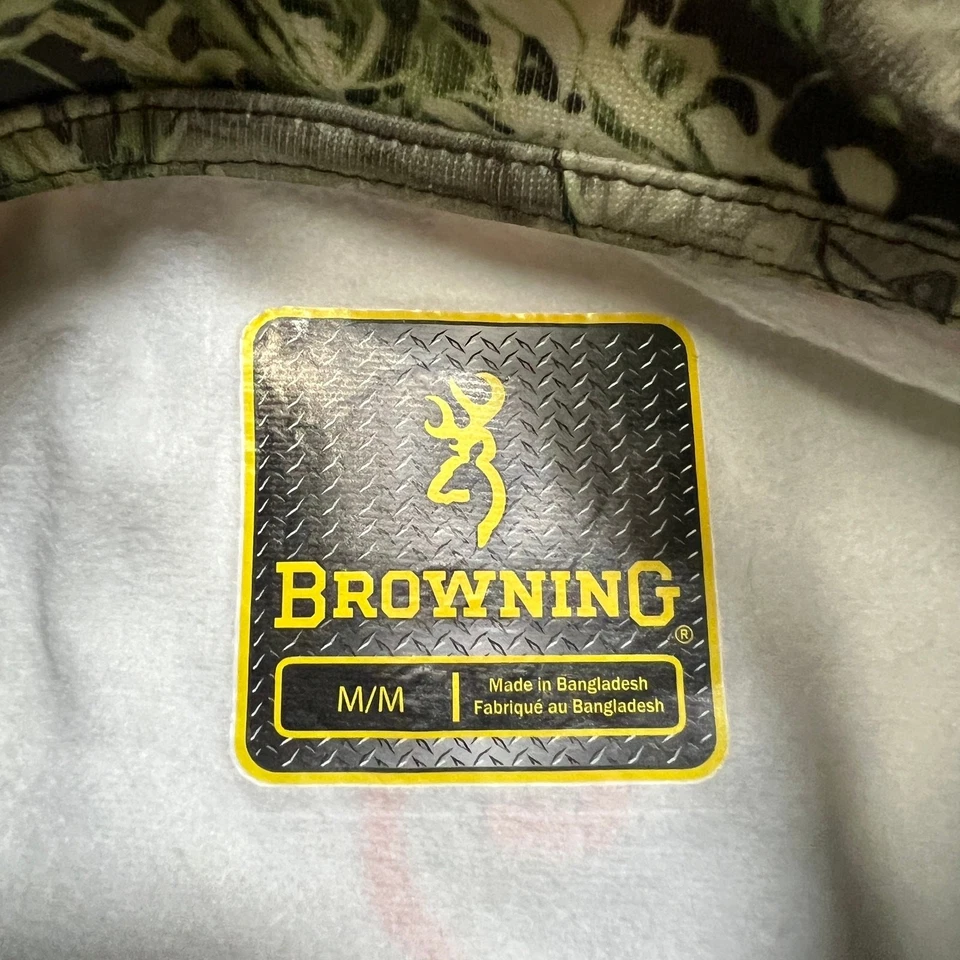 BROWNING
®
M/M
Made in Bangladesh
Fabriqué au Bangladesh